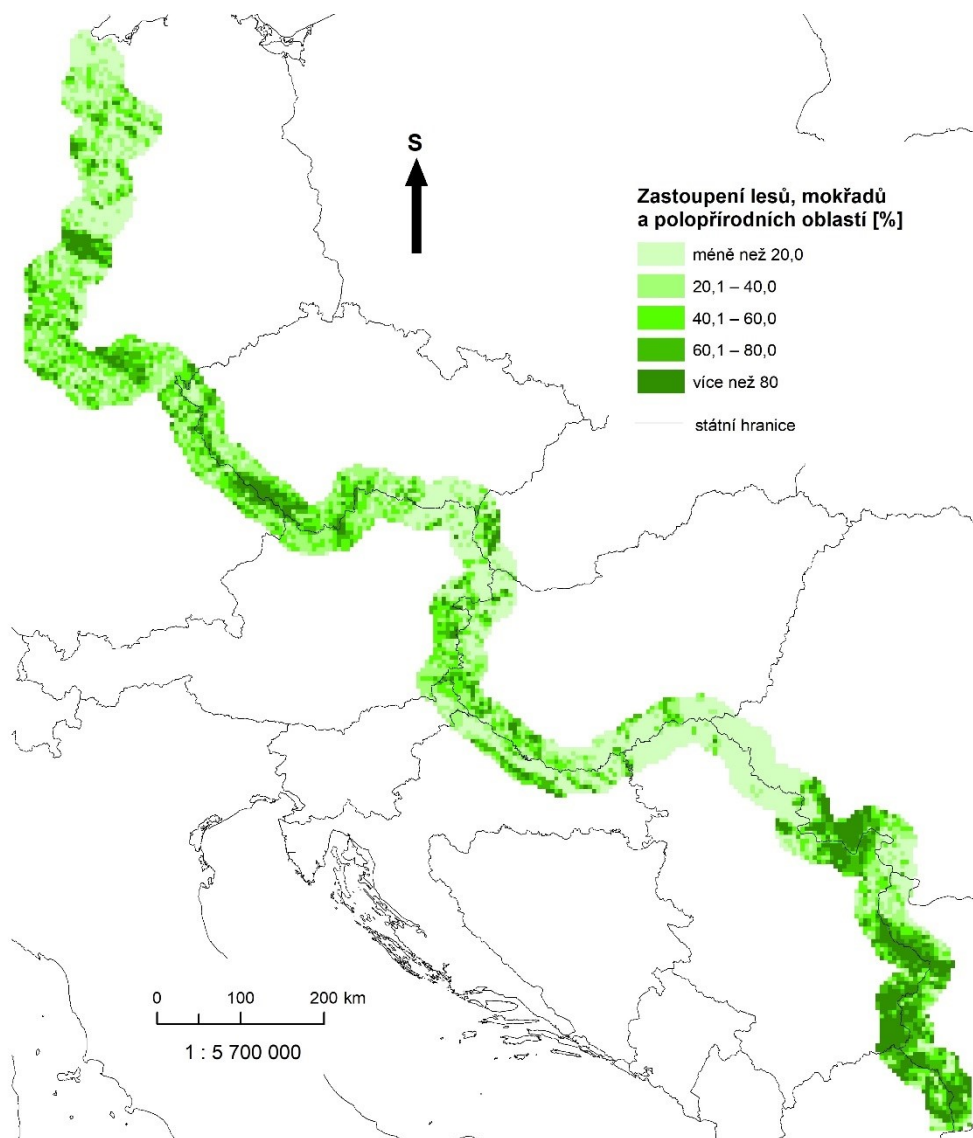 S
Zastoupení lesů, mokřadů
a polopřírodních oblastí [%]
méně než 20,0
20,1 – 40,0
40,1 – 60,0
60,1 – 80,0
více než 80
státní hranice
0 100 200 km
1 : 5 700 000